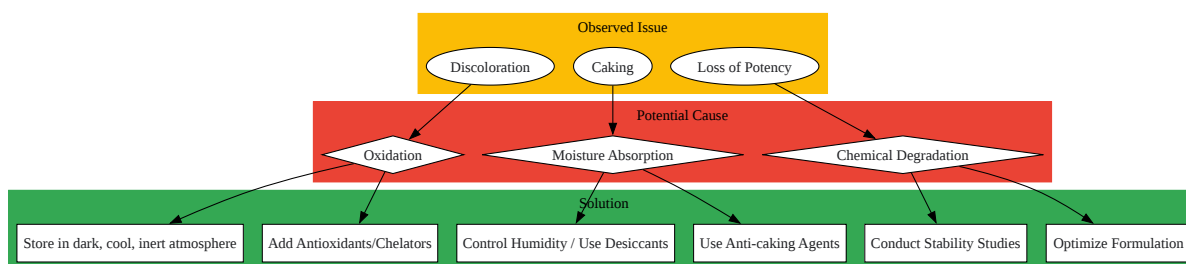 Observed Issue
Discoloration
Caking
Loss of Potency
Potential Cause
Oxidation
Moisture Absorption
Chemical Degradation
Solution
Store in dark, cool, inert atmosphere
Add Antioxidants/Chelators
Control Humidity / Use Desiccants
Use Anti-caking Agents
Conduct Stability Studies
Optimize Formulation